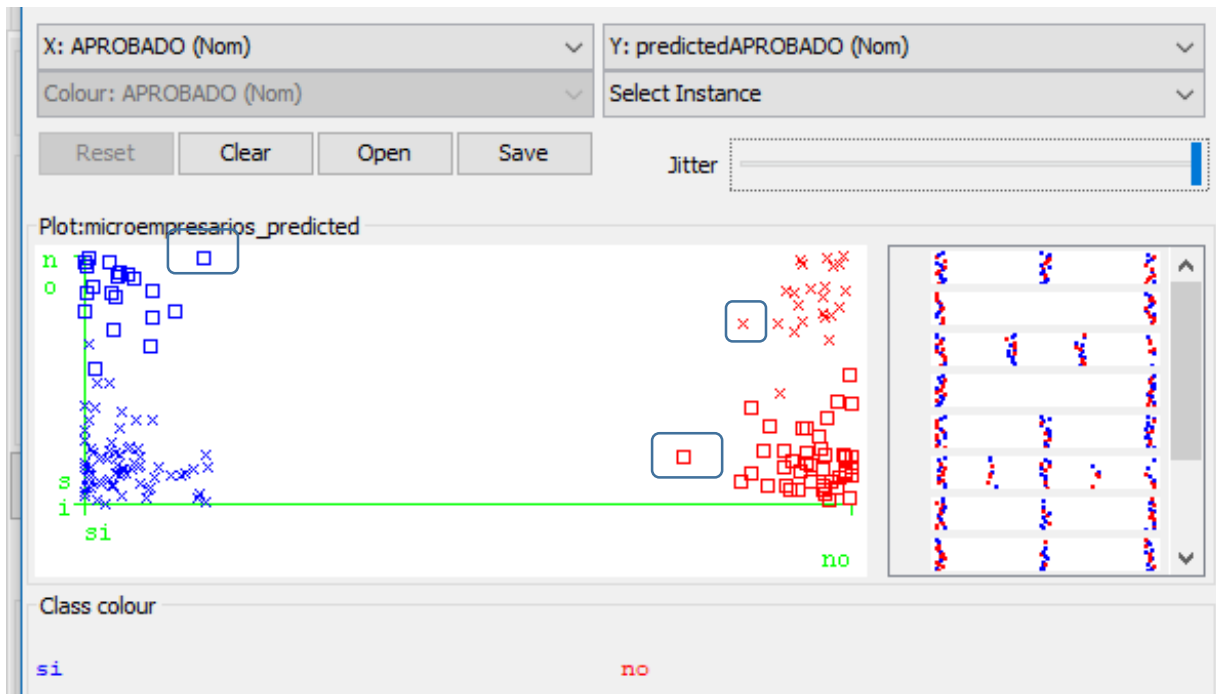 X: APROBADO (Nom) Y: predictedAPROBADO (Nom)
Colour: APROBADO (Nom) Select Instance
Reset Clear Open Save Jitter
Plot:microempresarios_predicted
n
o
s
i
si
no
Class colour
si no